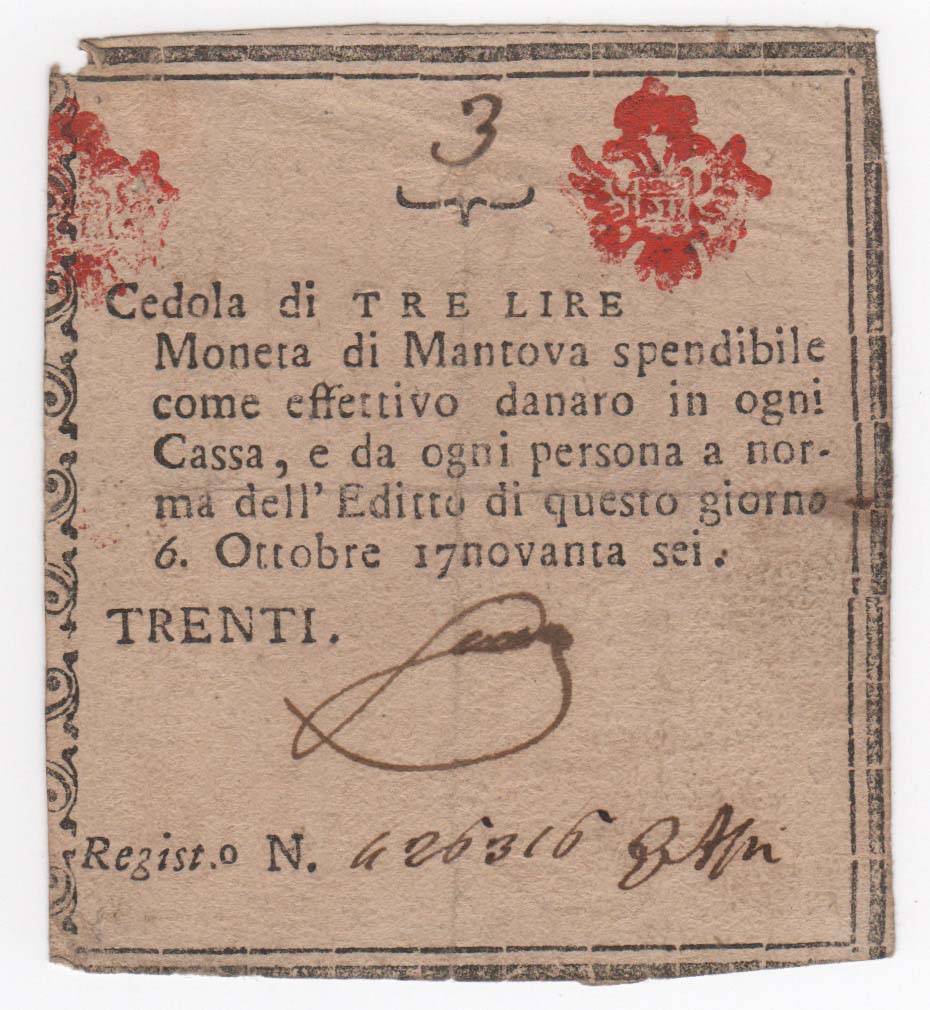 3
Cedola di TRE LIRE
Moneta di Mantova spendibile
come effettivo danaro in ogni
Cassa, e da ogni persona a nor-
ma dell' Editto di questo giorno
6. Ottobre 17novanta sei.
TRENTI.
Regist.o N. 426316